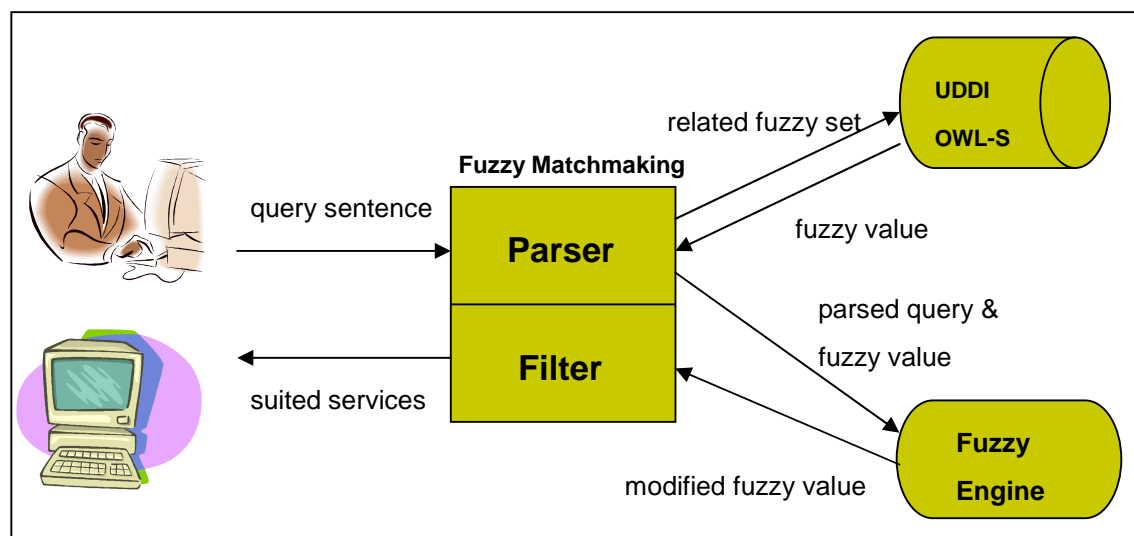 UDDI
OWL-S
related fuzzy set
Fuzzy Matchmaking
query sentence
Parser
fuzzy value
parsed query &
fuzzy value
Filter
suited services
Fuzzy
Engine
modified fuzzy value